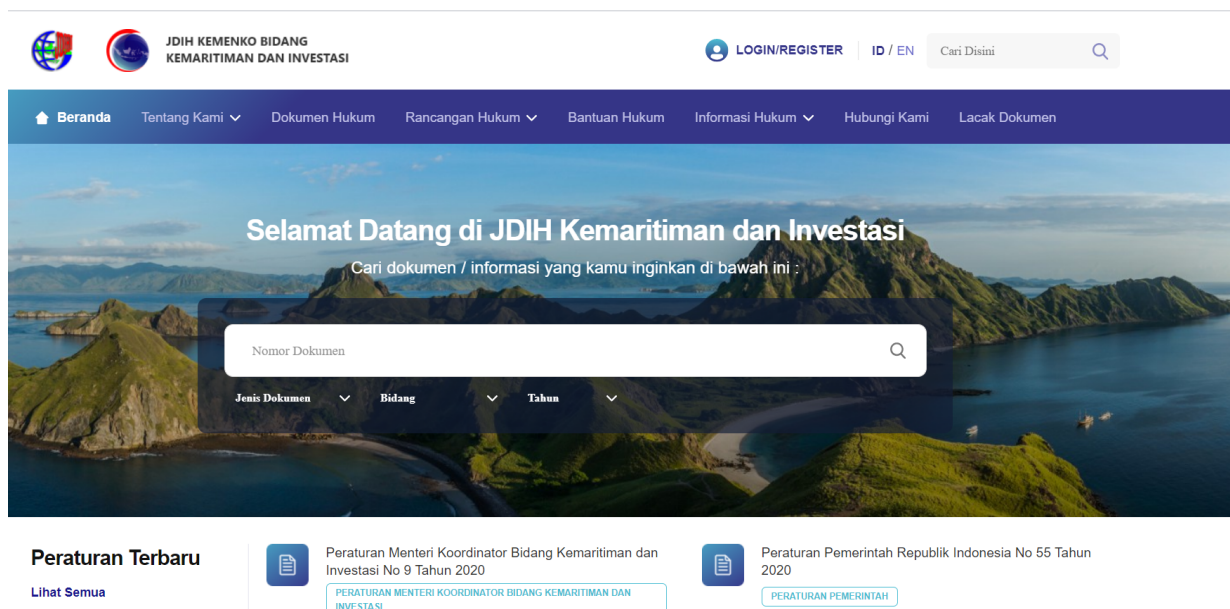 JDIH KEMENKO BIDANG
KEMARITIMAN DAN INVESTASI
LOGIN/REGISTER
ID / EN
Cari Disini
Beranda
Tentang Kami
Dokumen Hukum
Rancangan Hukum
Bantuan Hukum
Informasi Hukum
Hubungi Kami
Lacak Dokumen
Selamat Datang di JDIH Kemaritiman dan Investasi
Cari dokumen / informasi yang kamu inginkan di bawah ini :
Nomor Dokumen
Jenis Dokumen
Bidang
Tahun
Peraturan Terbaru
Lihat Semua
Peraturan Menteri Koordinator Bidang Kemaritiman dan
Investasi No 9 Tahun 2020
PERATURAN MENTERI KOORDINATOR BIDANG KEMARITIMAN DAN
INVESTASI
Peraturan Pemerintah Republik Indonesia No 55 Tahun
2020
PERATURAN PEMERINTAH